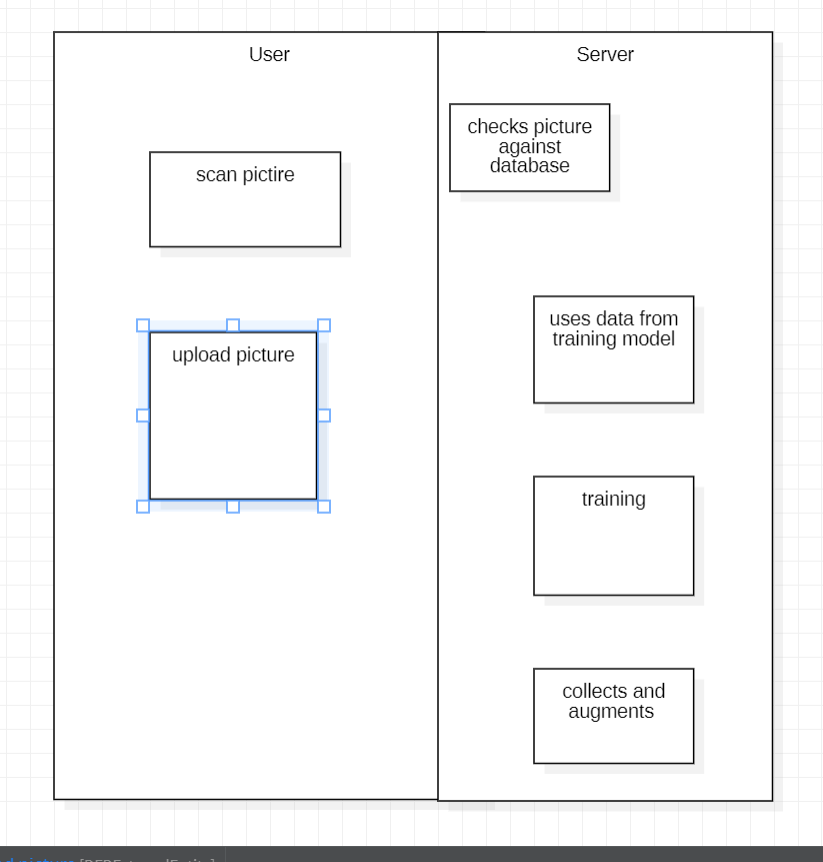 User
Server
checks picture
against
database
scan pictire
uses data from
training model
upload picture
training
collects and
augments